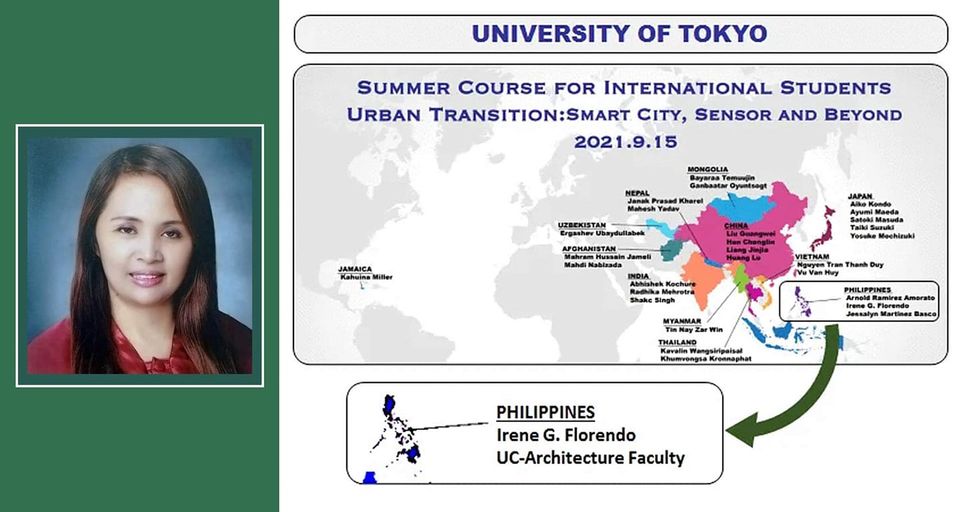 UNIVERSITY OF TOKYO
SUMMER COURSE FOR INTERNATIONAL STUDENTS
URBAN TRANSITION:SMART CITY, SENSOR AND BEYOND
2021.9.15
MONGOLIA
Bayaraa Temuujin
Ganbaatar Oyuntsogt
NEPAL
Janak Prasad Kharel
Mahesh Yadav
JAPAN
Aiko Kondo
Ayumi Maeda
Satoki Masuda
Taiki Suzuki
Yosuke Mochizuki
UZBEKISTAN
Ergashev Ubaydullabek
CHINA
Liu Guangwei
Han Chenglin
Liang Jinjia
Huang Lu
AFGHANISTAN
Mahram Hussain Jameli
Mahdi Nabizada
VIETNAM
Nguyen Tran Thanh Duy
Vu Van Huy
JAMAICA
Kahuina Miller
INDIA
Abhishek Kochure
Radhika Mehrotra
Shakc Singh
PHILIPPINES
Arnold Ramirez Amorato
Irene G. Florendo
Jessalyn Martinez Basco
MYANMAR
Tin Nay Zar Win
THAILAND
Kavalin Wangsiripaisal
Khumvongsa Kronnaphat
PHILIPPINES
Irene G. Florendo
UC-Architecture Faculty